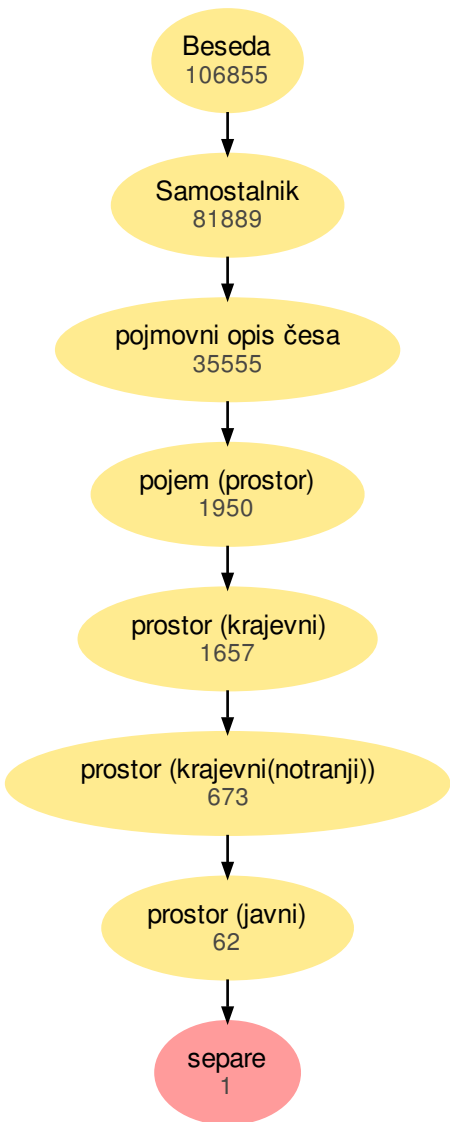 Beseda
106855
Samostalnik
81889
pojmovni opis česa
35555
pojem (prostor)
1950
prostor (krajevni)
1657
prostor (krajevni(notranji))
673
prostor (javni)
62
separe
1